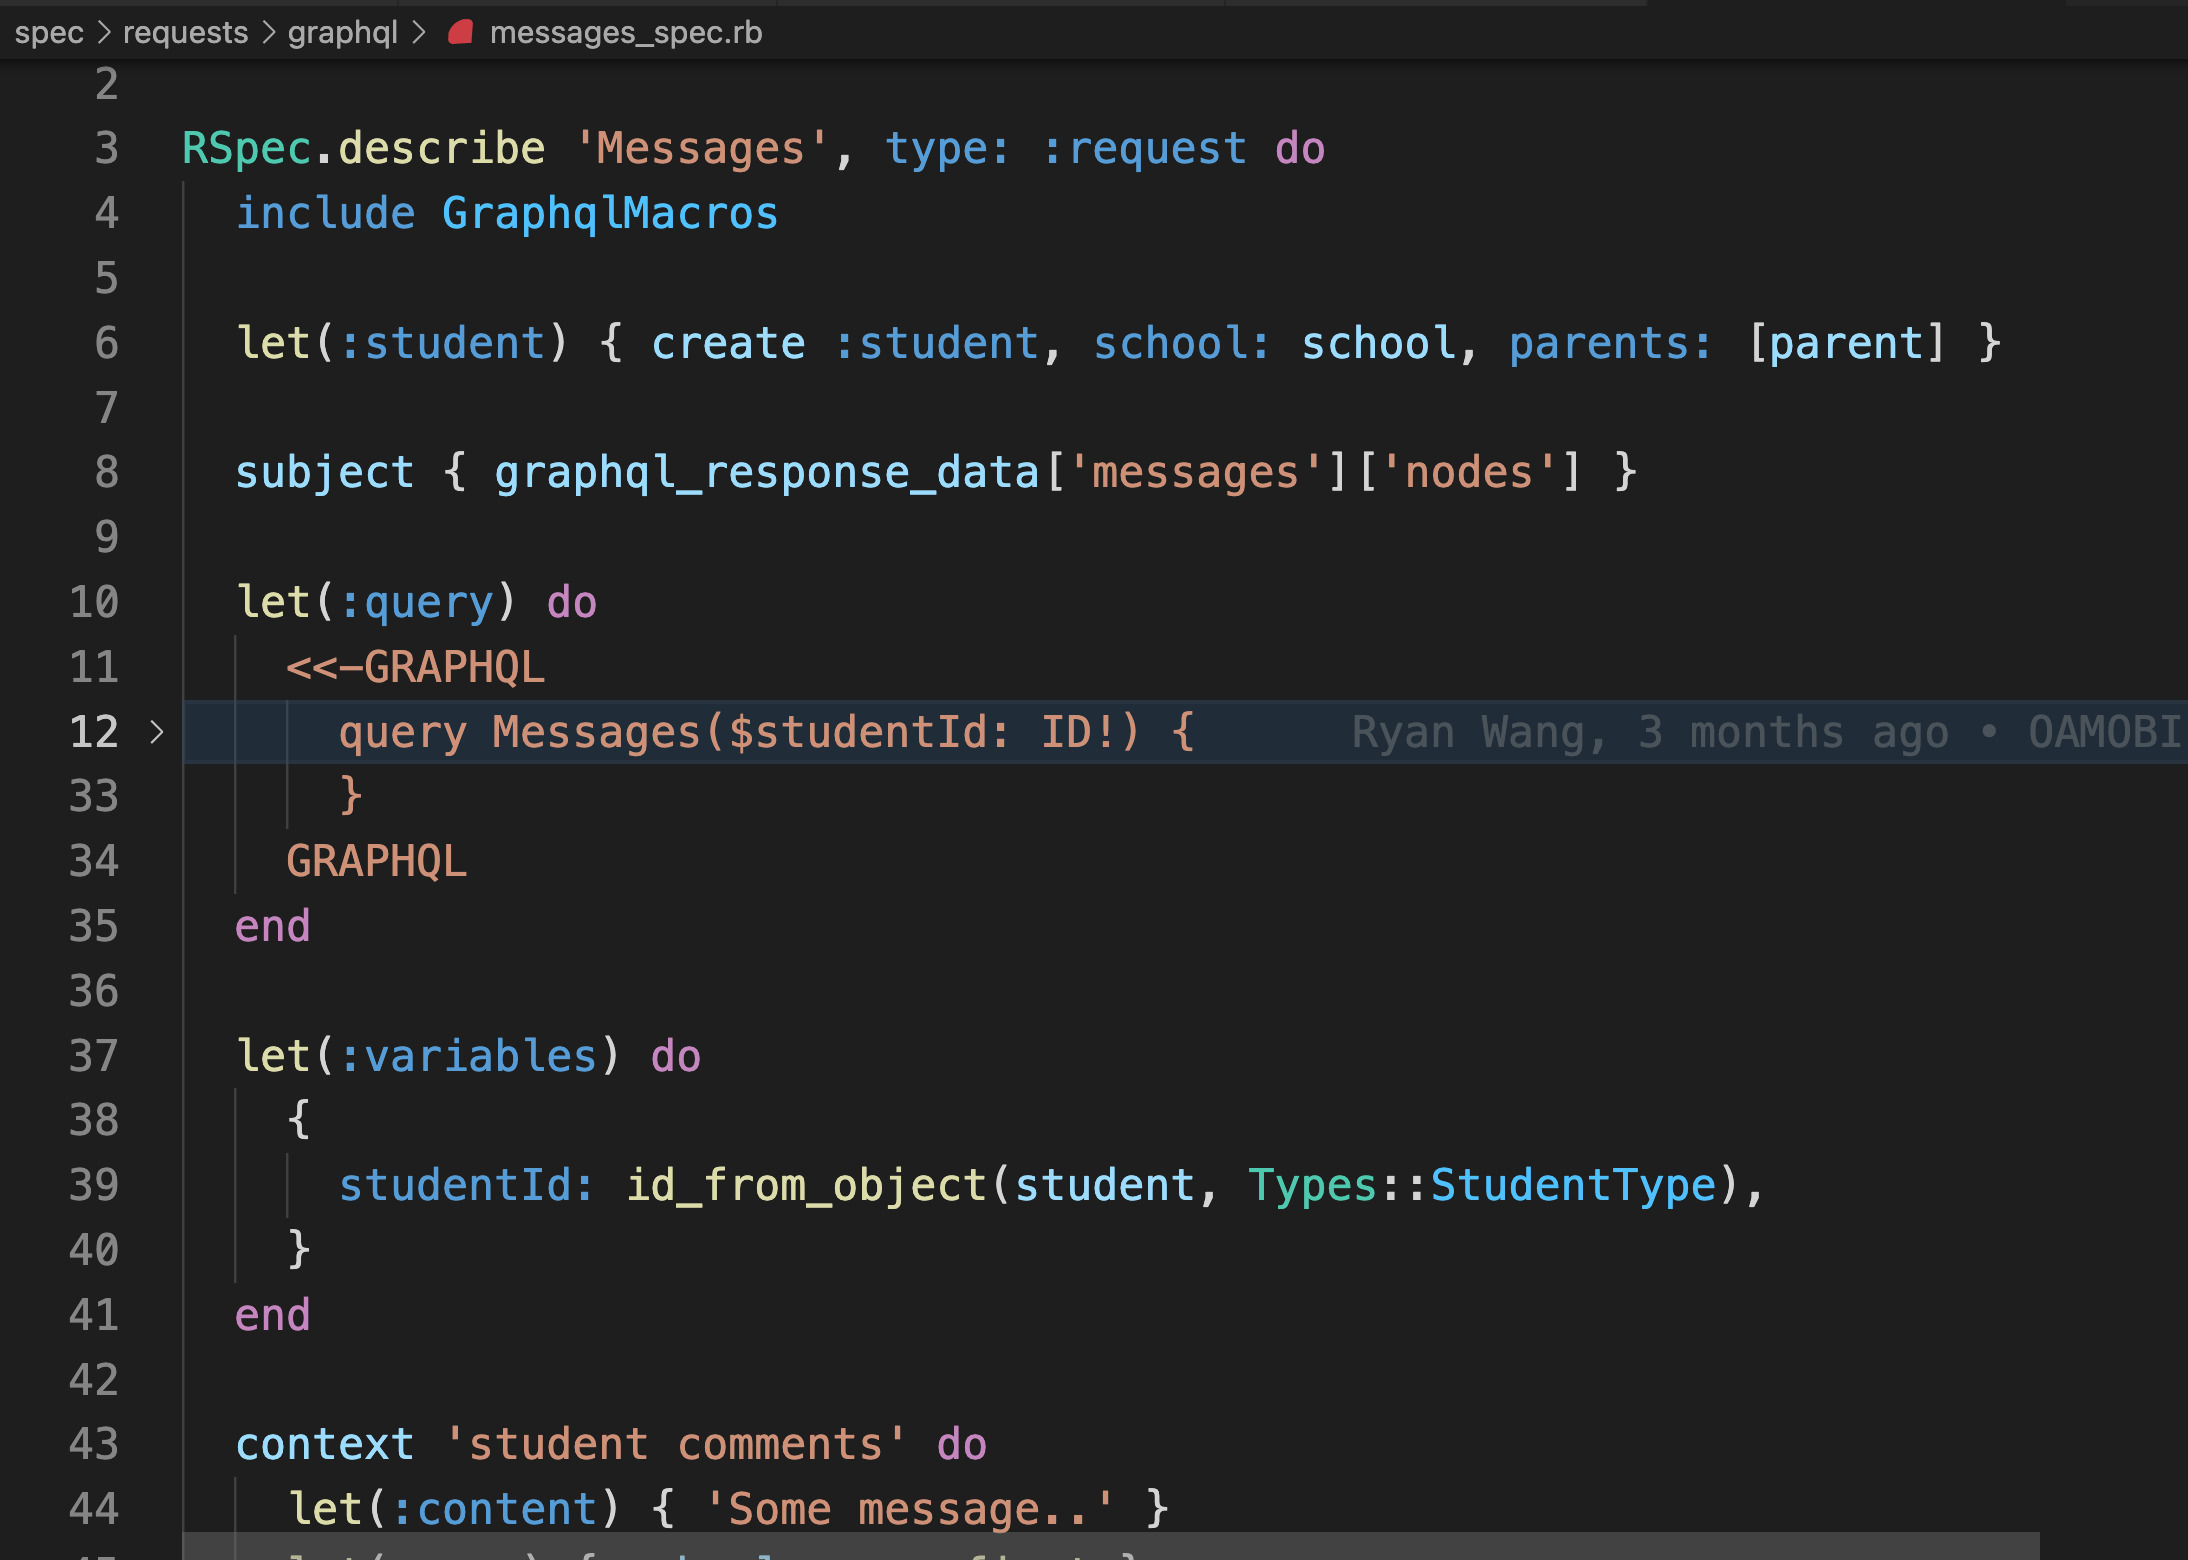 spec > requests > graphql > messages_spec.rb
2
3 RSpec.describe 'Messages', type: :request do
4 include GraphqlMacros
5
6 let(:student) { create :student, school: school, parents: [parent] }
7
8 subject { graphql_response_data['messages']['nodes'] }
9
10 let(:query) do
11 <<-GRAPHQL
12 > query Messages($studentId: ID!) { Ryan Wang, 3 months ago • OAMOBI
33 }
34 GRAPHQL
35 end
36
37 let(:variables) do
38 {
39 studentId: id_from_object(student, Types::StudentType),
40 }
41 end
42
43 context 'student comments' do
44 let(:content) { 'Some message..' }